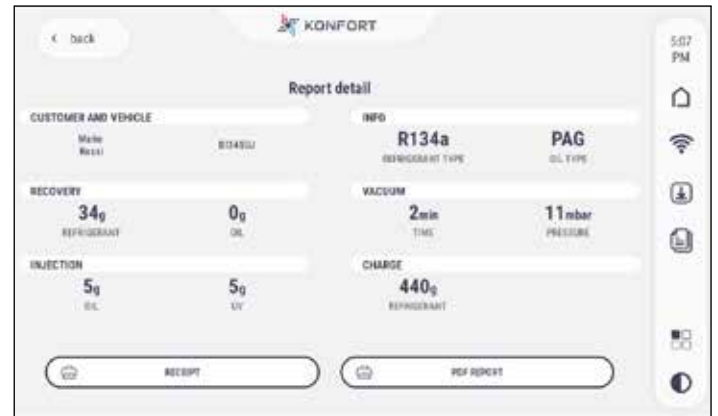 back
KONFORT
5:07
PM
Report detail
CUSTOMER AND VEHICLE
INFO
Rossi
R134a
PAG
REFRIGERANT TYPE
OIL TYPE
RECOVERY
VACUUM
34g
0g
2min
11mbar
REFRIGERANT
OIL
TIME
PRESSURE
INJECTION
CHARGE
5g
5g
440g
OIL
UV
REFRIGERANT
RECEIPT
PDF REPORT